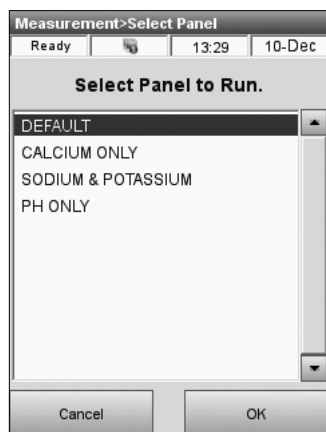 Measurement>Select Panel
Ready 13:29 10-Dec
Select Panel to Run.
DEFAULT
CALCIUM ONLY
SODIUM & POTASSIUM
PH ONLY
Cancel OK